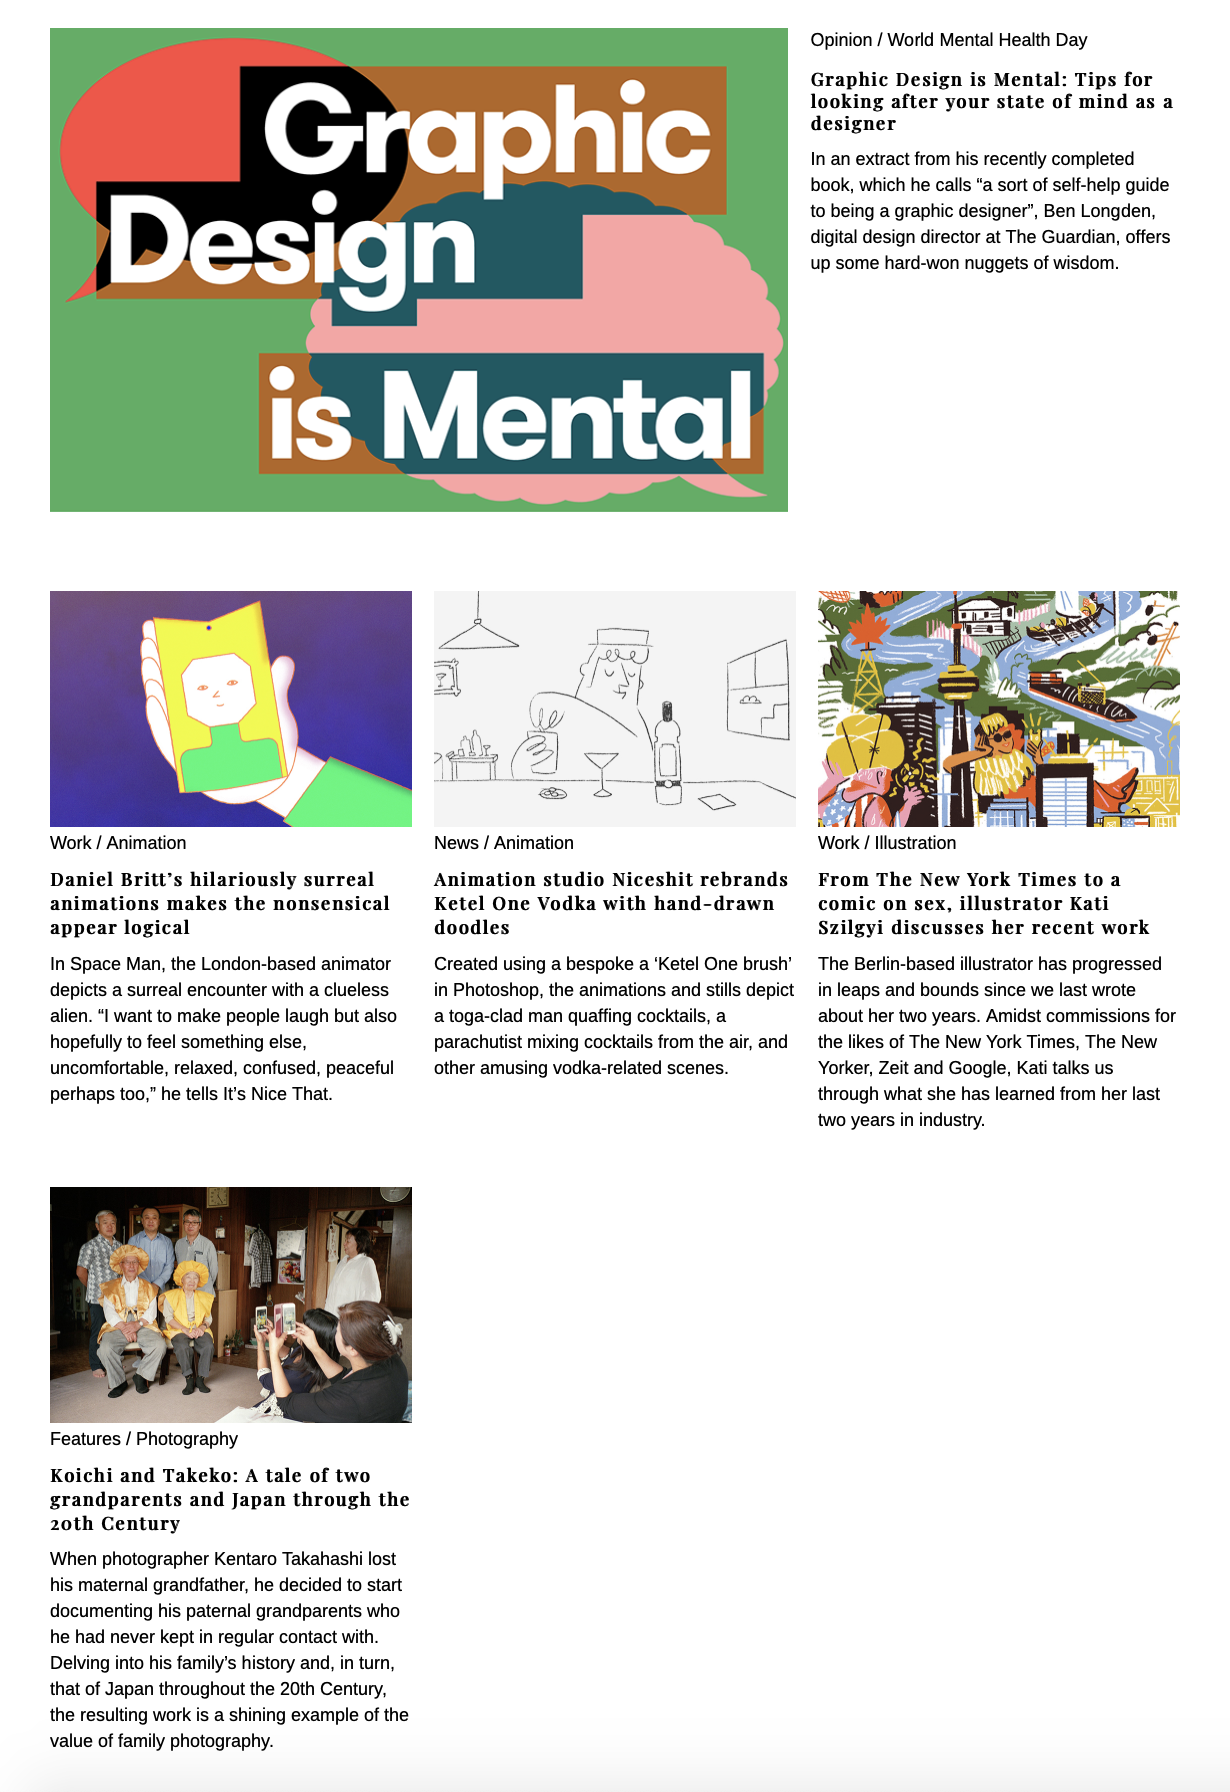 Graphic
Design
is Mental
Opinion / World Mental Health Day
Graphic Design is Mental: Tips for
looking after your state of mind as a
designer
In an extract from his recently completed
book, which he calls “a sort of self-help guide
to being a graphic designer”, Ben Longden,
digital design director at The Guardian, offers
up some hard-won nuggets of wisdom.
Work / Animation
Daniel Britt’s hilariously surreal
animations makes the nonsensical
appear logical
In Space Man, the London-based animator
depicts a surreal encounter with a clueless
alien. “I want to make people laugh but also
hopefully to feel something else,
uncomfortable, relaxed, confused, peaceful
perhaps too,” he tells It’s Nice That.
News / Animation
Animation studio Niceshit rebrands
Ketel One Vodka with hand-drawn
doodles
Created using a bespoke a ‘Ketel One brush’
in Photoshop, the animations and stills depict
a toga-clad man quaffing cocktails, a
parachutist mixing cocktails from the air, and
other amusing vodka-related scenes.
Work / Illustration
From The New York Times to a
comic on sex, illustrator Kati
Szilgyi discusses her recent work
The Berlin-based illustrator has progressed
in leaps and bounds since we last wrote
about her two years. Amidst commissions for
the likes of The New York Times, The New
Yorker, Zeit and Google, Kati talks us
through what she has learned from her last
two years in industry.
Features / Photography
Koichi and Takeko: A tale of two
grandparents and Japan through the
20th Century
When photographer Kentaro Takahashi lost
his maternal grandfather, he decided to start
documenting his paternal grandparents who
he had never kept in regular contact with.
Delving into his family’s history and, in turn,
that of Japan throughout the 20th Century,
the resulting work is a shining example of the
value of family photography.